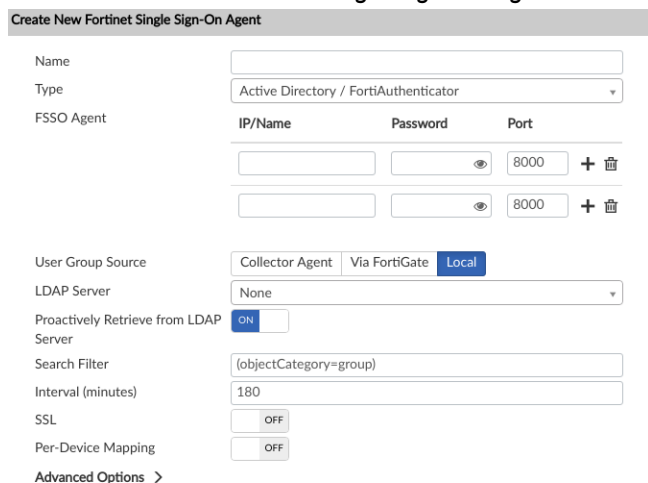 Create New Fortinet Single Sign-On Agent
Name
Type Active Directory / FortiAuthenticator
FSSO Agent IP/Name Password Port
8000
8000
User Group Source Collector Agent Via FortiGate Local
LDAP Server None
Proactively Retrieve from LDAP ON
Server
Search Filter (objectCategory=group)
Interval (minutes) 180
SSL OFF
Per-Device Mapping OFF
Advanced Options >